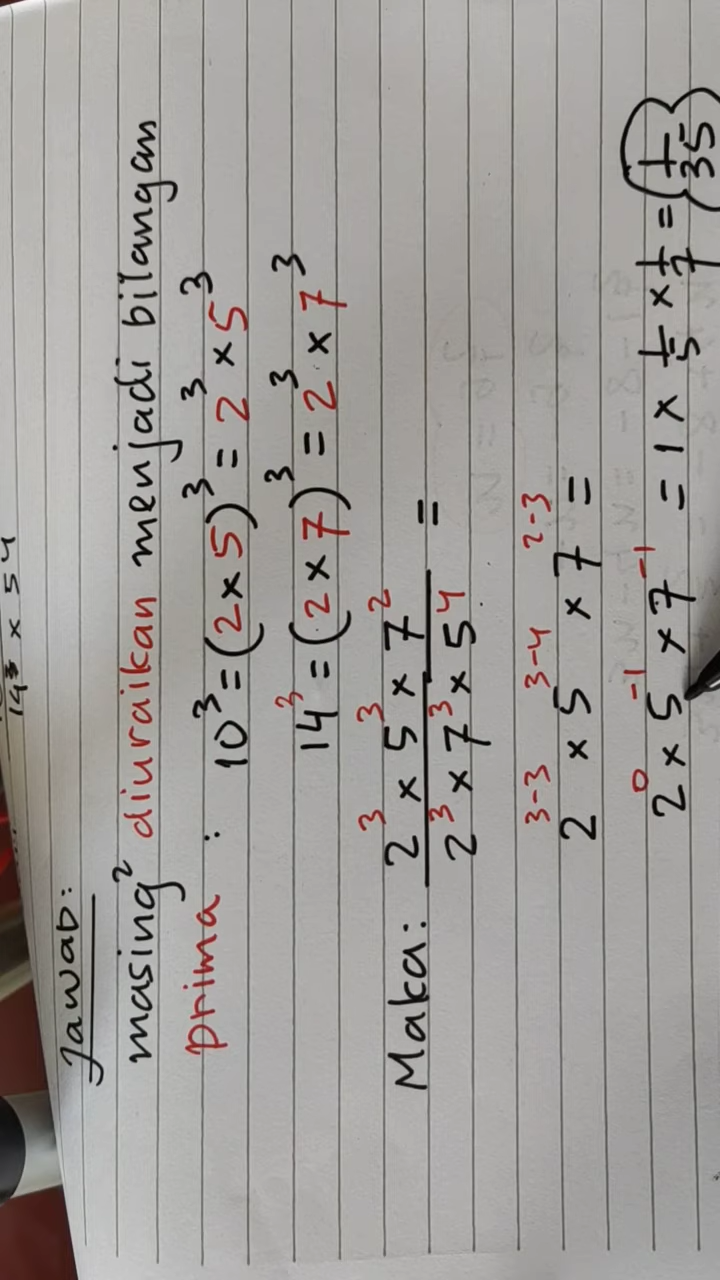 14³ × 5⁴
Jawab:
masing² diuraikan menjadi bilangan
prima : 10³ = (2 × 5)³ = 2³ × 5³
14³ = (2 × 7)³ = 2³ × 7³
Maka: 2³ × 5³ × 7² =
2³ × 7³ × 5⁴
2³⁻³ × 5³⁻⁴ × 7²⁻³ =
2⁰ × 5⁻¹ × 7⁻¹ = 1 × 1/5 × 1/7 = 1/35